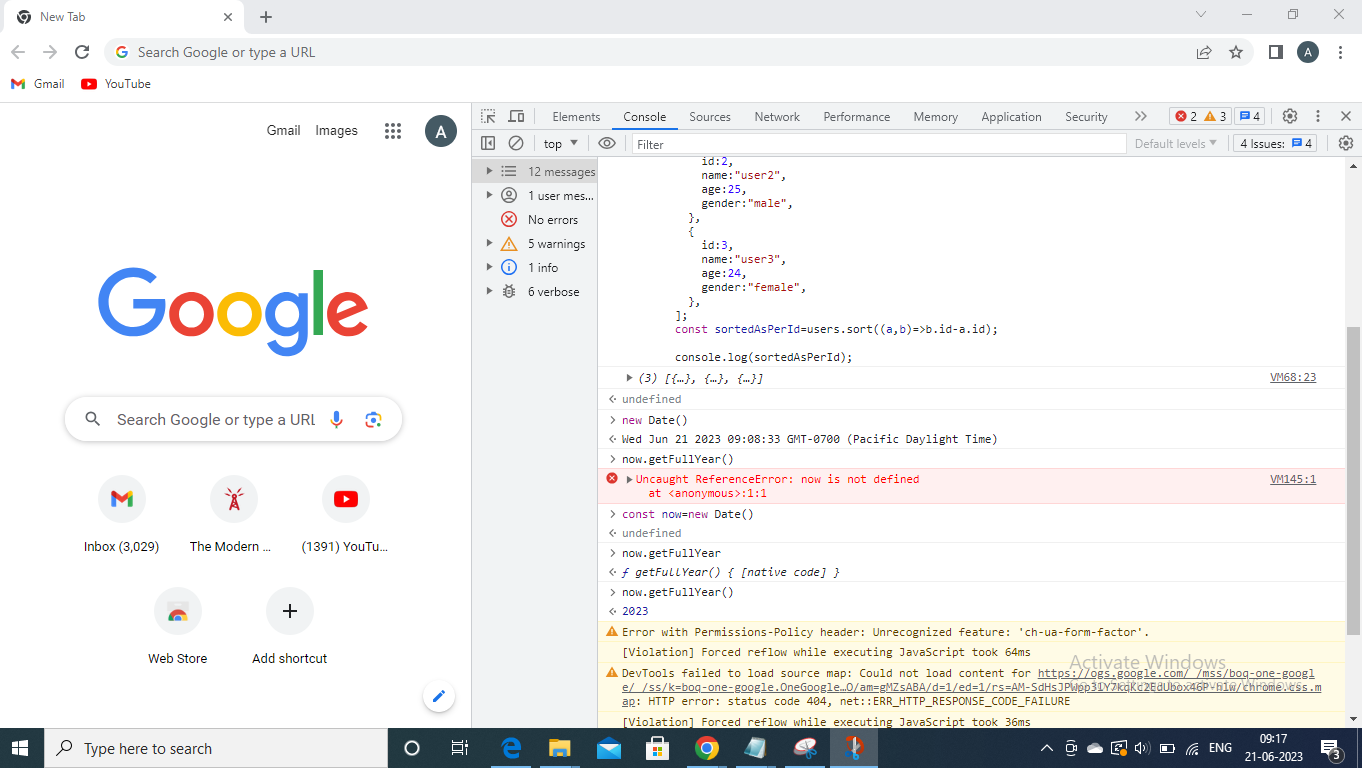 New Tab
Search Google or type a URL
A
Gmail
YouTube
Gmail
Images
A
Google
Search Google or type a URL
Inbox (3,029)
The Modern ...
(1391) YouTu...
Web Store
Add shortcut
Elements
Console
Sources
Network
Performance
Memory
Application
Security
2
3
4
top
Filter
Default levels
4 Issues:
4
12 messages
1 user mes...
No errors
5 warnings
1 info
6 verbose
id:2,
name:"user2",
age:25,
gender:"male",
},
{
id:3,
name:"user3",
age:24,
gender:"female",
},
];
const sortedAsPerId=users.sort((a,b)=>b.id-a.id);
console.log(sortedAsPerId);
(3) [{…}, {…}, {…}]
VM68:23
undefined
new Date()
Wed Jun 21 2023 09:08:33 GMT-0700 (Pacific Daylight Time)
now.getFullYear()
Uncaught ReferenceError: now is not defined
VM145:1
at <anonymous>:1:1
const now=new Date()
undefined
now.getFullYear
ƒ getFullYear() { [native code] }
now.getFullYear()
2023
Error with Permissions-Policy header: Unrecognized feature: 'ch-ua-form-factor'.
[Violation] Forced reflow while executing JavaScript took 64ms
DevTools failed to load source map: Could not load content for https://ogs.google.com/_/mss/boq-one-googl
e/_/ss/k=boq-one-google.OneGoogle…O/am=gMZsABA/d=1/ed=1/rs=AM-SdHsJPWpp31Y7kqKc2EdUbox46P-hlw/chrome.css.m
ap: HTTP error: status code 404, net::ERR_HTTP_RESPONSE_CODE_FAILURE
[Violation] Forced reflow while executing JavaScript took 36ms
Activate Windows
Type here to search
ENG
09:17
21-06-2023
3